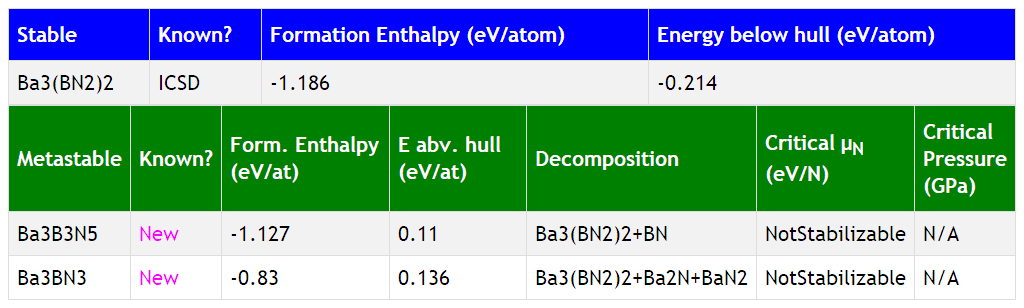 Stable Known? Formation Enthalpy (eV/atom) Energy below hull (eV/atom)
Ba3(BN2)2 ICSD -1.186 -0.214
Metastable Known? Form. Enthalpy (eV/at) E abv. hull (eV/at) Decomposition Critical μN (eV/N) Critical Pressure (GPa)
Ba3B3N5 New -1.127 0.11 Ba3(BN2)2+BN NotStabilizable N/A
Ba3BN3 New -0.83 0.136 Ba3(BN2)2+Ba2N+BaN2 NotStabilizable N/A